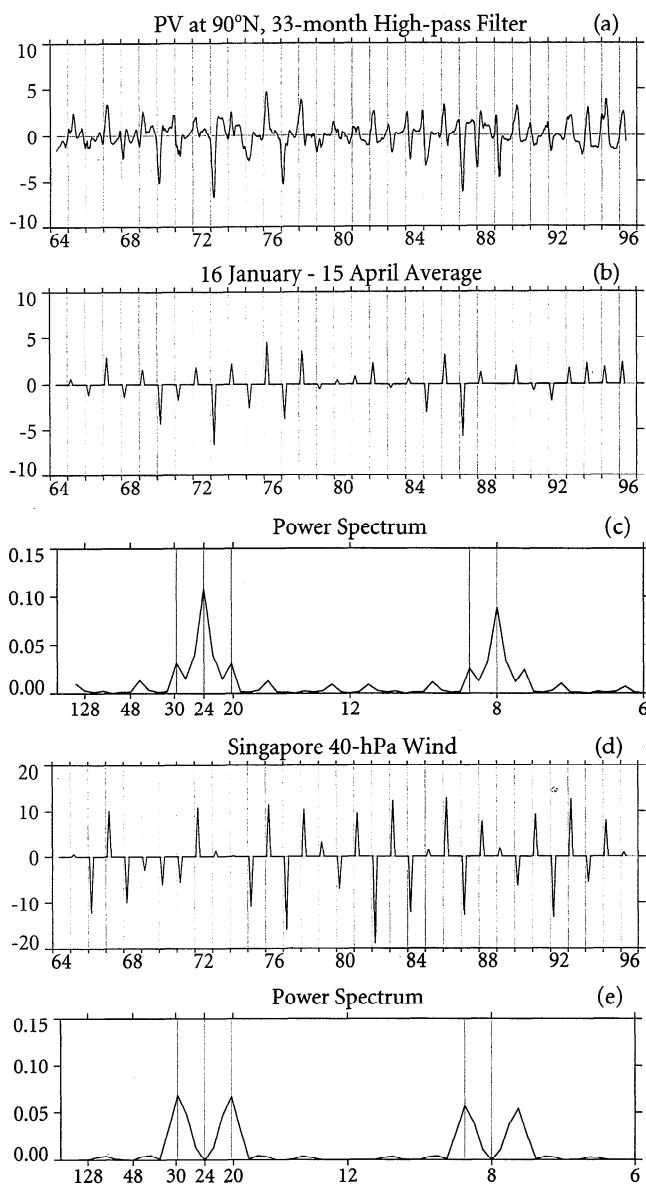 PV at 90°N, 33-month High-pass Filter (a)
10
5
0
-5
-10
64 68 72 76 80 84 88 92 96
16 January - 15 April Average (b)
10
5
0
-5
-10
64 68 72 76 80 84 88 92 96
Power Spectrum (c)
0.15
0.10
0.05
0.00
128 48 30 24 20 12 8 6
Singapore 40-hPa Wind (d)
20
10
0
-10
-20
64 68 72 76 80 84 88 92 96
Power Spectrum (e)
0.15
0.10
0.05
0.00
128 48 30 24 20 12 8 6